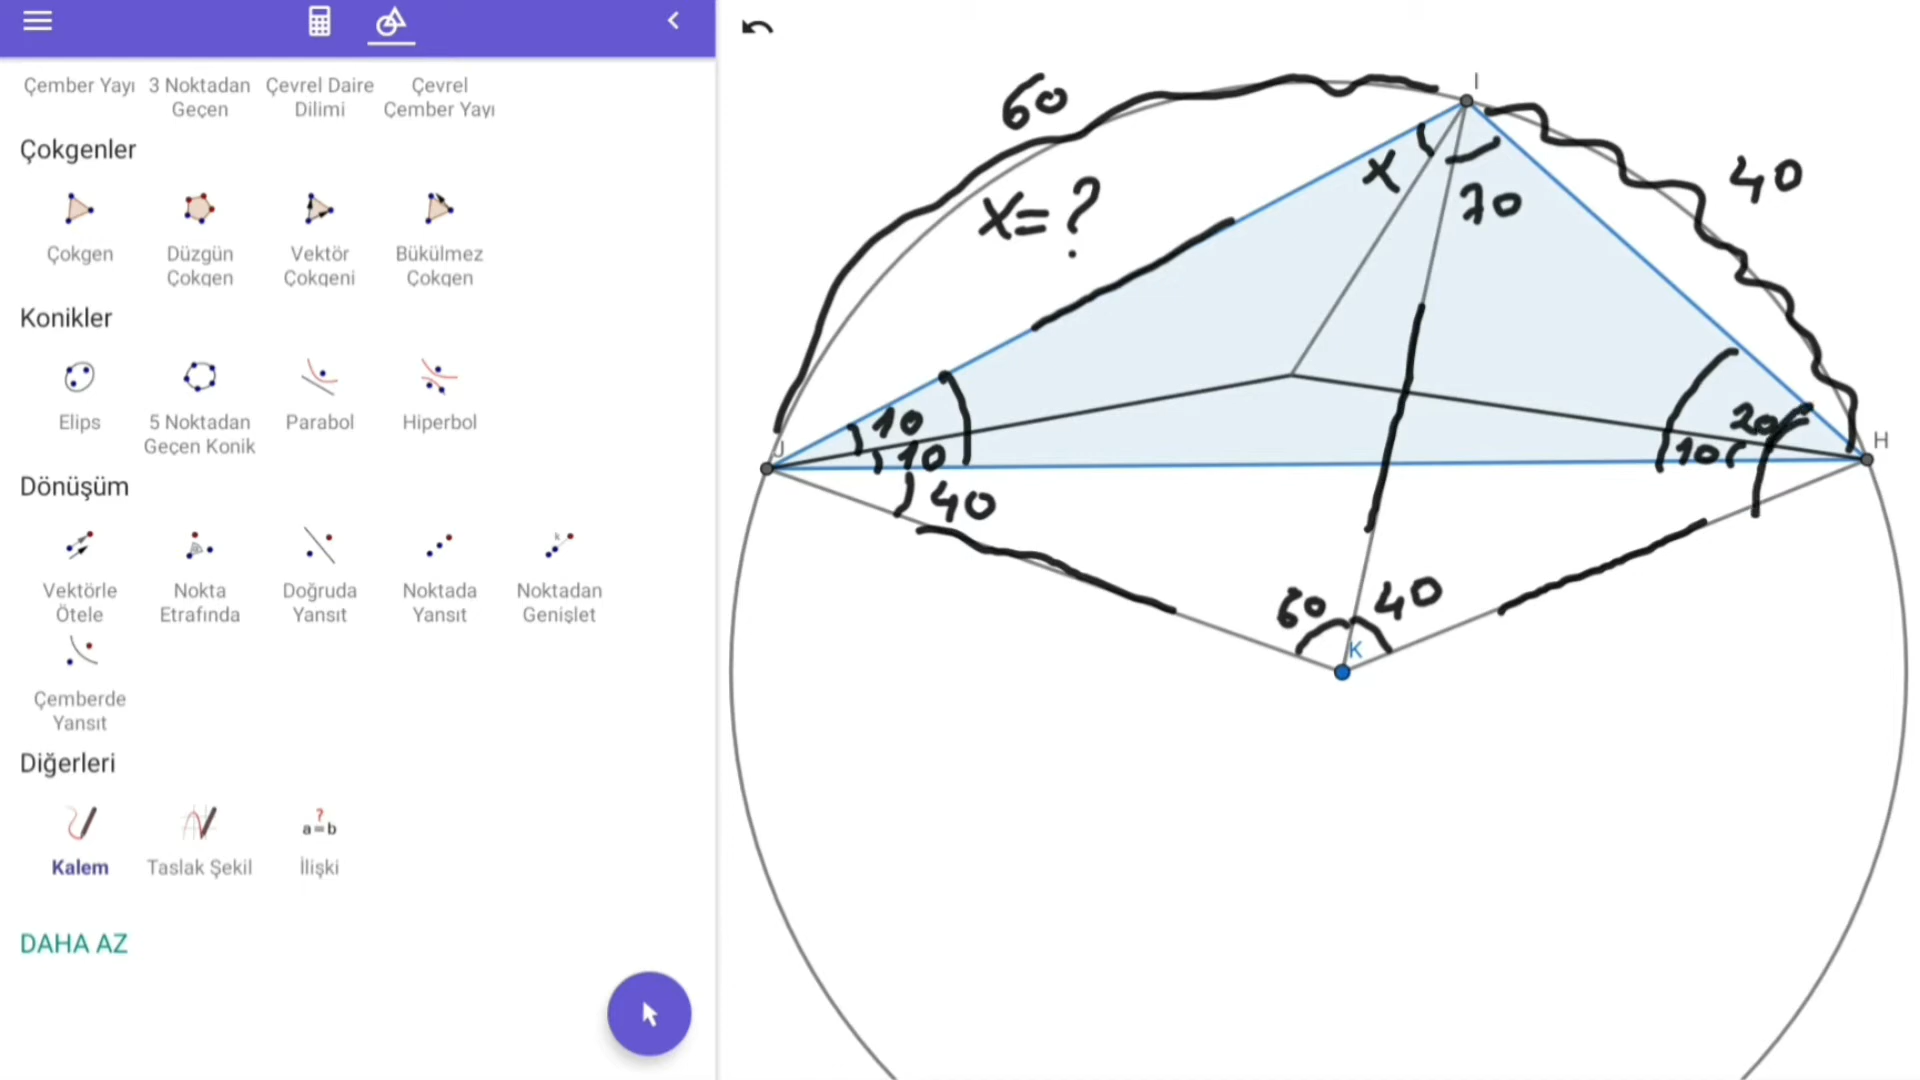 Çember Yayı
3 Noktadan Geçen
Çevrel Daire Dilimi
Çevrel Çember Yayı
Çokgenler
Çokgen
Düzgün Çokgen
Vektör Çokgeni
Bükülmez Çokgen
Konikler
Elips
5 Noktadan Geçen Konik
Parabol
Hiperbol
Dönüşüm
Vektörle Ötele
Nokta Etrafında
Doğruda Yansıt
Noktada Yansıt
Noktadan Genişlet
k
Çemberde Yansıt
Diğerleri
Kalem
Taslak Şekil
?
a=b
İlişki
DAHA AZ
60
I
40
x
70
x=?
10
10
J
20
10
H
40
60
40
K